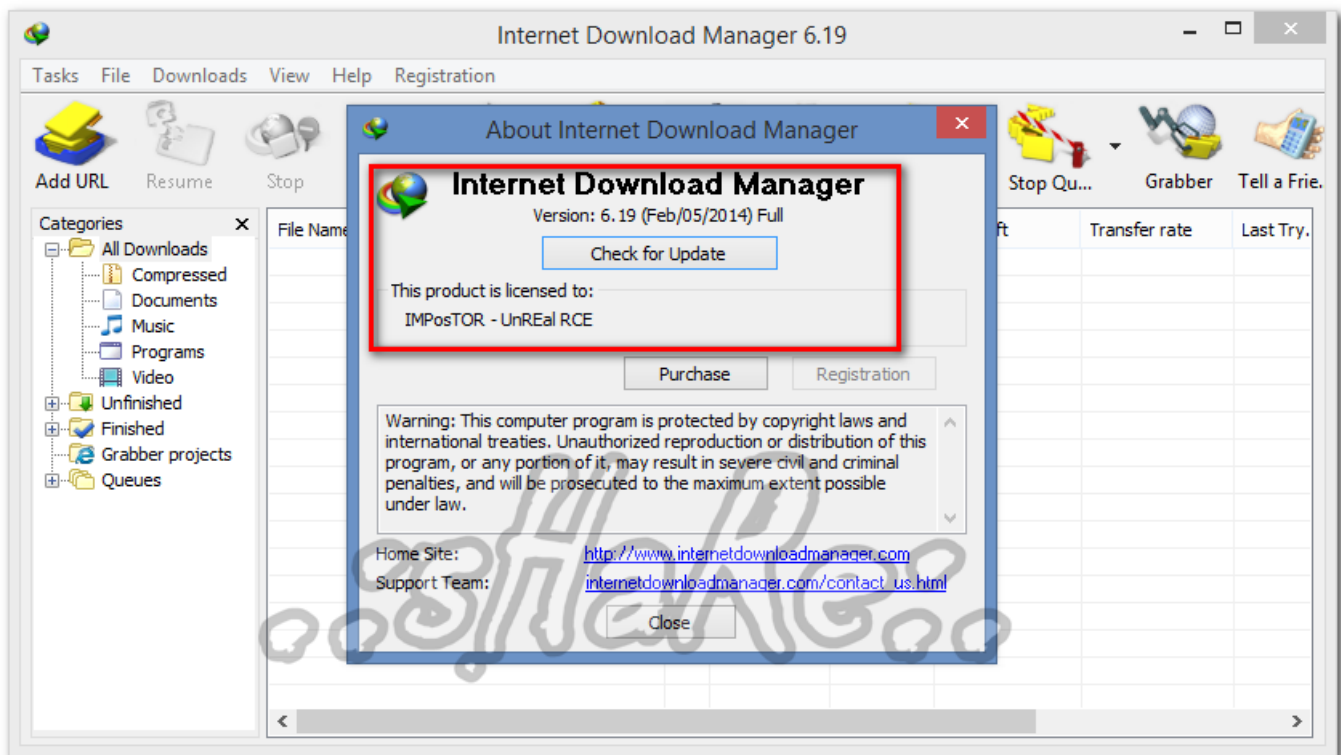 Internet Download Manager 6.19
Tasks File Downloads View Help Registration
Add URL
Resume
Stop
Stop Qu...
Grabber
Tell a Frie.
Categories
All Downloads
Compressed
Documents
Music
Programs
Video
Unfinished
Finished
Grabber projects
Queues
File Name
ft
Transfer rate
Last Try.
About Internet Download Manager
Internet Download Manager
Version: 6.19 (Feb/05/2014) Full
Check for Update
This product is licensed to:
IMPosTOR - UnREal RCE
Purchase
Registration
Warning: This computer program is protected by copyright laws and
international treaties. Unauthorized reproduction or distribution of this
program, or any portion of it, may result in severe civil and criminal
penalties, and will be prosecuted to the maximum extent possible
under law.
Home Site: http://www.internetdownloadmanager.com
Support Team: internetdownloadmanager.com/contact_us.html
Close
ooSHaRe oo